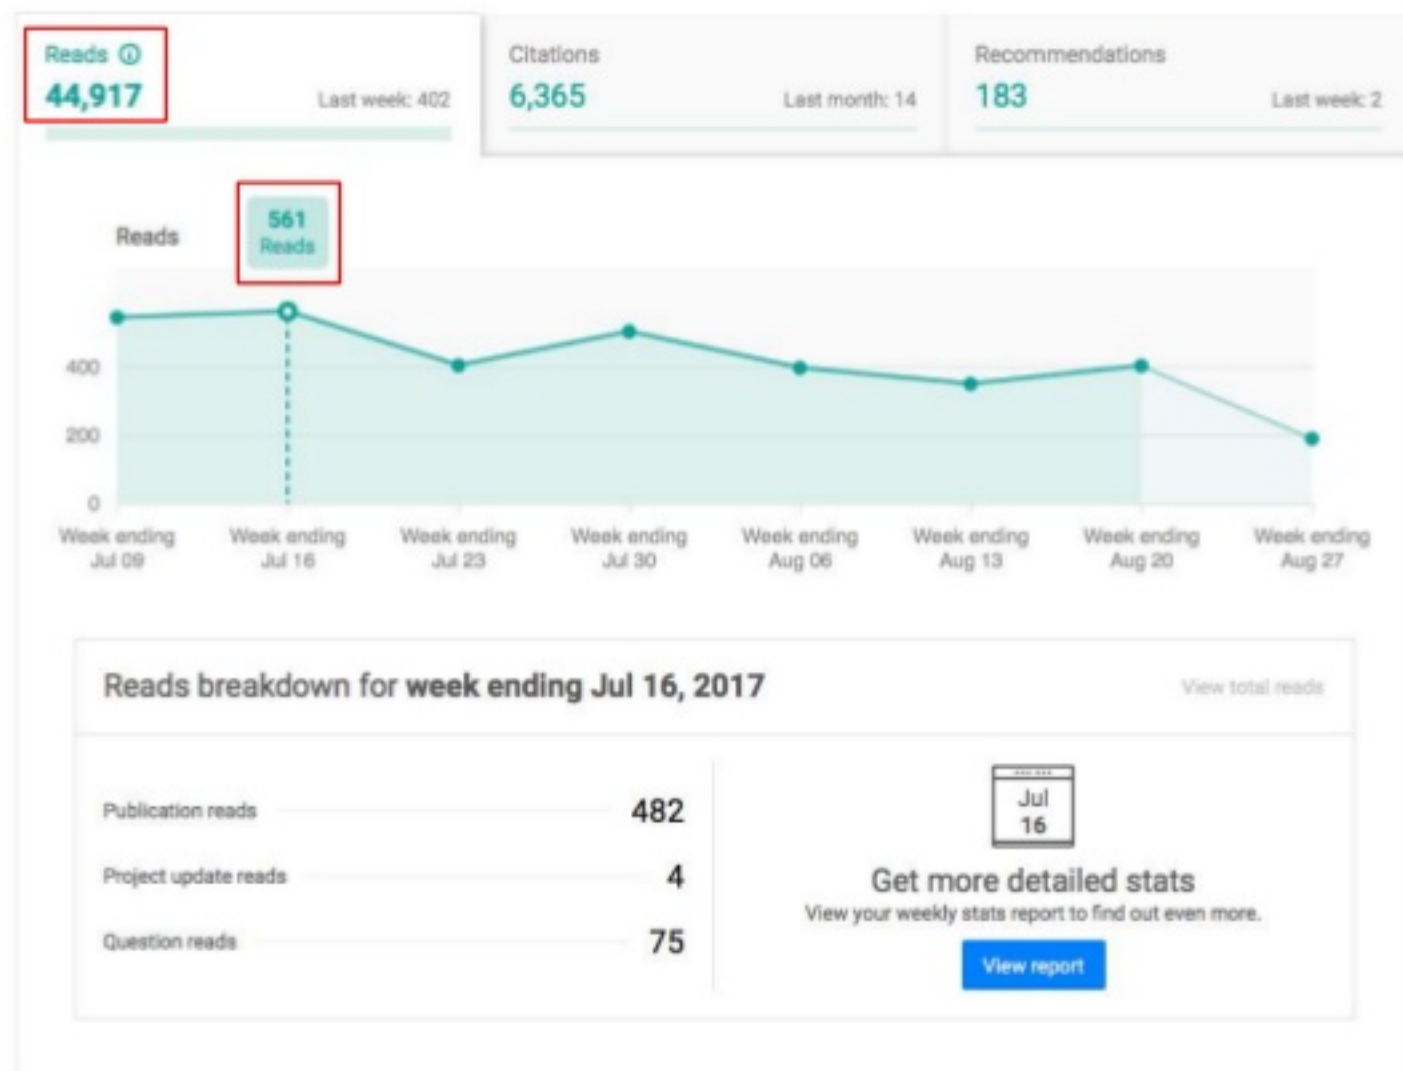 Reads
44,917
Last week: 402
Citations
6,365
Last month: 14
Recommendations
183
Last week: 2
Reads
561
Reads
400
200
0
Week ending
Jul 09
Week ending
Jul 16
Week ending
Jul 23
Week ending
Jul 30
Week ending
Aug 06
Week ending
Aug 13
Week ending
Aug 20
Week ending
Aug 27
Reads breakdown for week ending Jul 16, 2017
View total reads
Publication reads 482
Project update reads 4
Question reads 75
Jul
16
Get more detailed stats
View your weekly stats report to find out even more.
View report